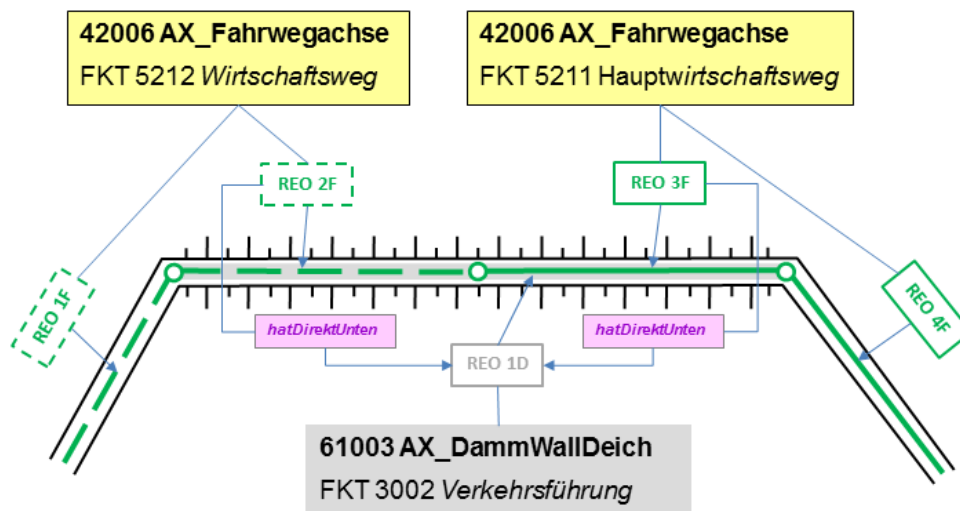 42006 AX_Fahrwegachse
FKT 5212 Wirtschaftsweg
42006 AX_Fahrwegachse
FKT 5211 Hauptwirtschaftsweg
REO 2F
REO 3F
REO 1F
REO 4F
hatDirektUnten
hatDirektUnten
REO 1D
61003 AX_DammWallDeich
FKT 3002 Verkehrsführung